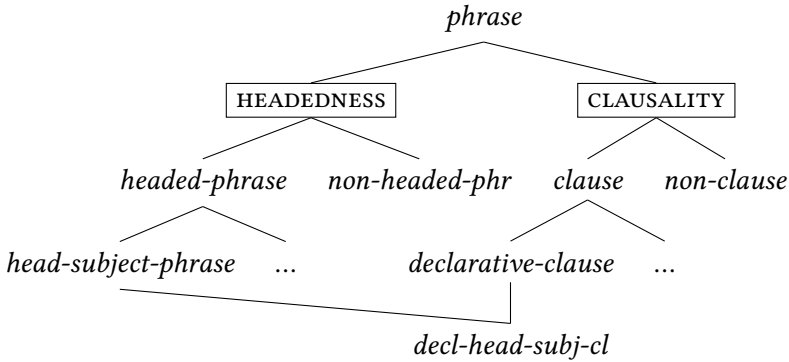 phrase
HEADEDNESS CLAUSALITY
headed-phrase non-headed-phr clause non-clause
head-subject-phrase ... declarative-clause ...
decl-head-subj-cl